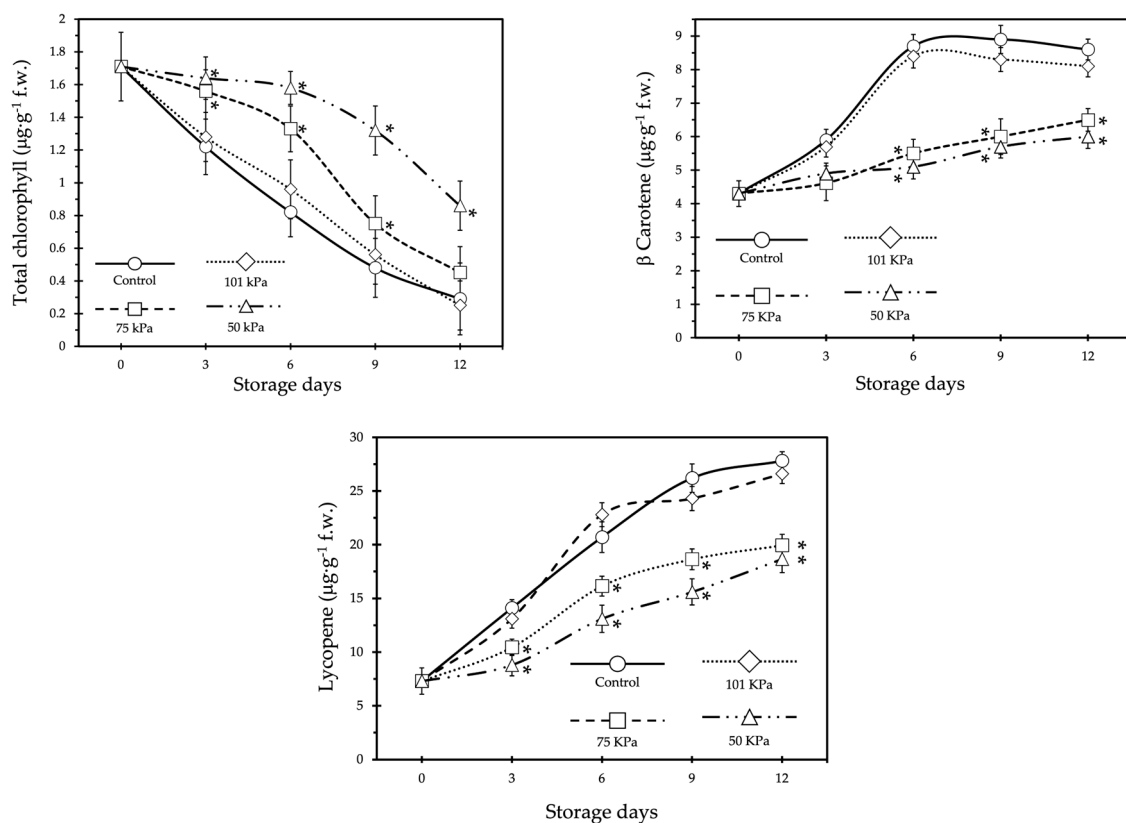 Total chlorophyll (µg·g⁻¹ f.w.)
2
1.8
1.6
1.4
1.2
1
0.8
0.6
0.4
0.2
0
* * * * * * *
Control
101 kPa
75 kPa
50 kPa
0 3 6 9 12
Storage days
β Carotene (µg·g⁻¹ f.w.)
9
8
7
6
5
4
3
2
1
0
* * * * * *
Control
101 KPa
75 KPa
50 KPa
0 3 6 9 12
Storage days
Lycopene (µg·g⁻¹ f.w.)
30
25
20
15
10
5
0
* * * * * * * *
Control
101 KPa
75 KPa
50 KPa
0 3 6 9 12
Storage days